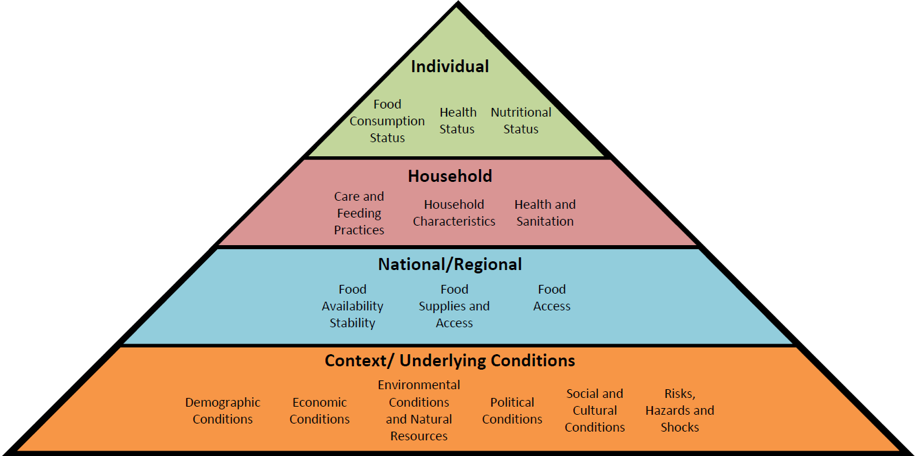 Individual
Food
Consumption
Status
Health
Status
Nutritional
Status
Household
Care and
Feeding
Practices
Household
Characteristics
Health and
Sanitation
National/Regional
Food
Availability
Stability
Food
Supplies and
Access
Food
Access
Context/ Underlying Conditions
Demographic
Conditions
Economic
Conditions
Environmental
Conditions
and Natural
Resources
Political
Conditions
Social and
Cultural
Conditions
Risks,
Hazards and
Shocks